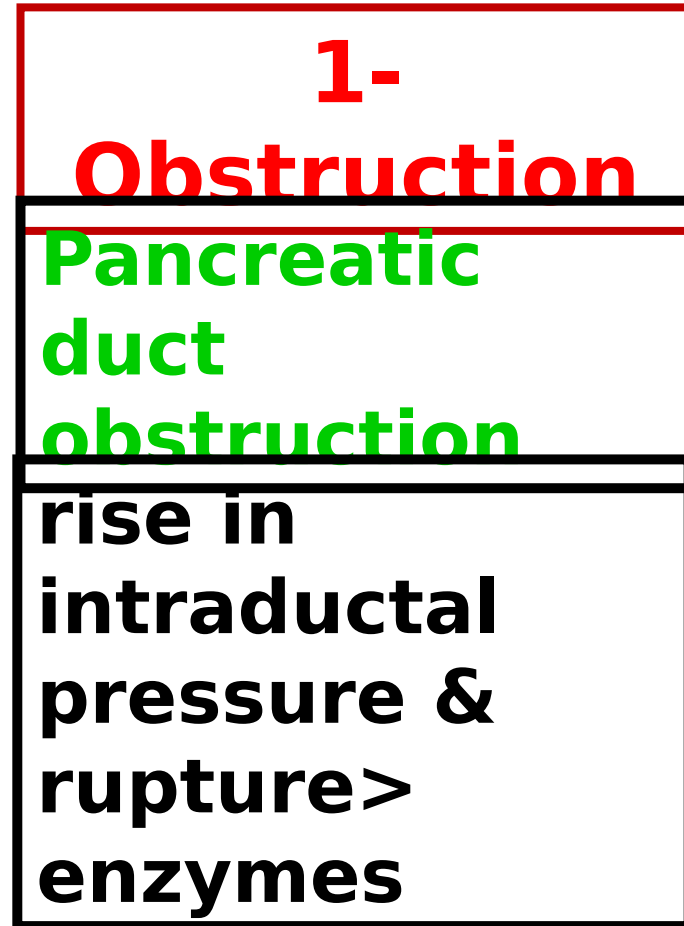 1-
Obstruction
Pancreatic
duct
obstruction
rise in
intraductal
pressure &
rupture>
enzymes